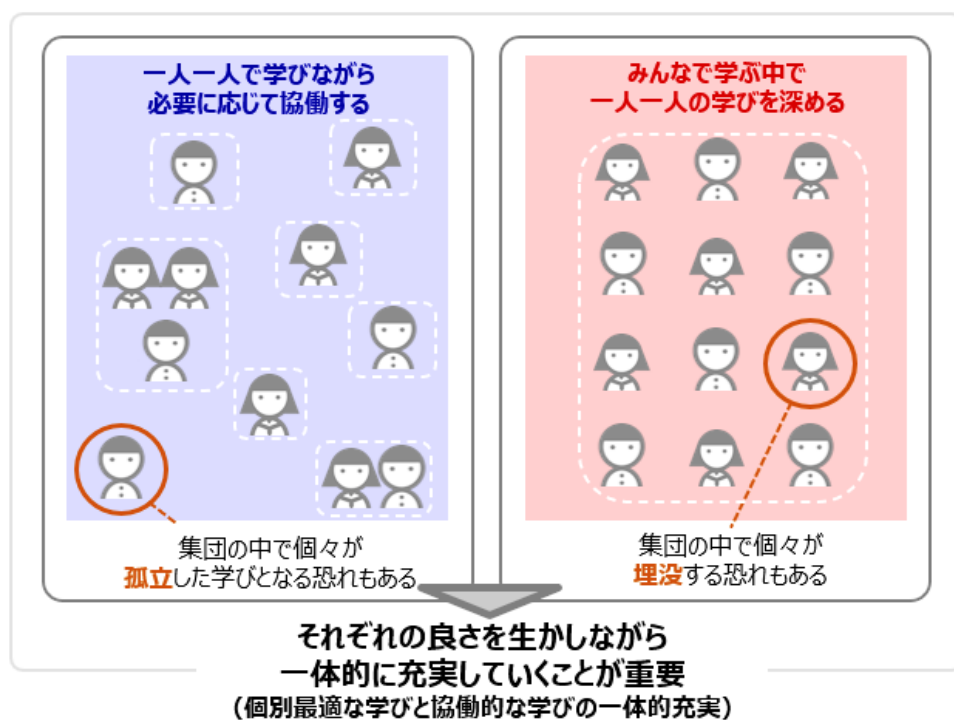 一人一人で学びながら
必要に応じて協働する
集団の中で個々が
孤立した学びとなる恐れもある
みんなで学ぶ中で
一人一人の学びを深める
集団の中で個々が
埋没する恐れもある
それぞれの良さを生かしながら
一体的に充実していくことが重要
(個別最適な学びと協働的な学びの一体的充実)